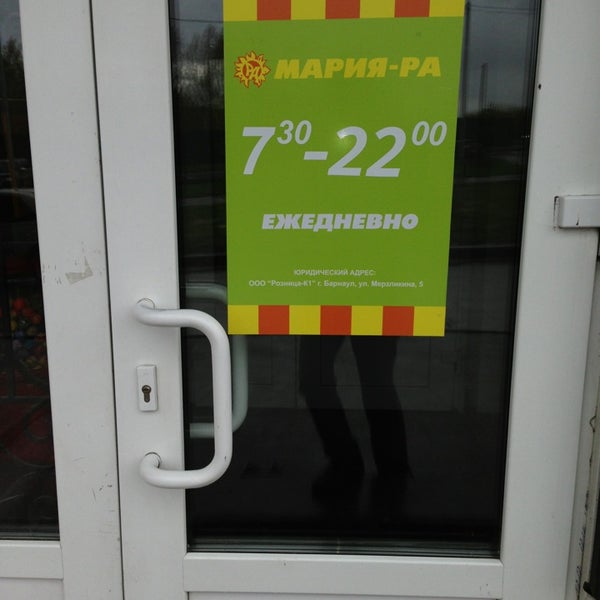 МАРИЯ-РА
7³⁰-22⁰⁰
ЕЖЕДНЕВНО
ЮРИДИЧЕСКИЙ АДРЕС:
ООО "Розница-К1" г. Барнаул, ул. Мерзликина, 5